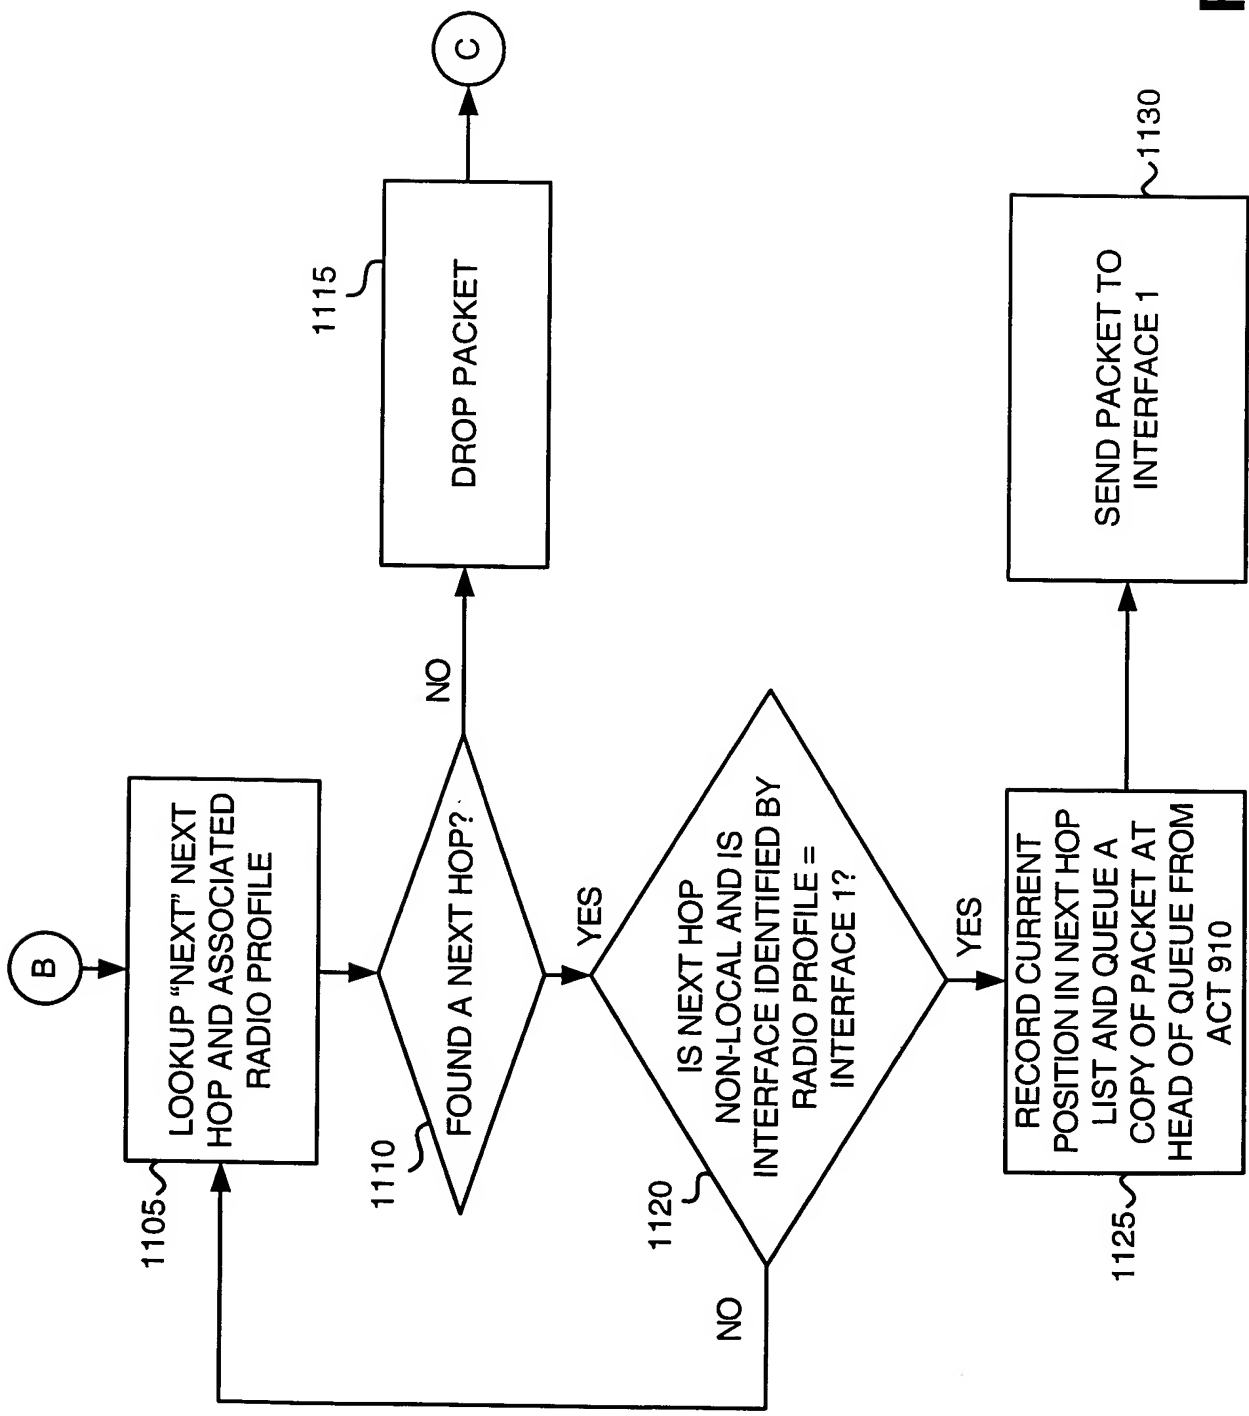 B
LOOKUP "NEXT" NEXT
HOP AND ASSOCIATED
RADIO PROFILE
1105
FOUND A NEXT HOP?
1110
NO
DROP PACKET
1115
C
YES
IS NEXT HOP
NON-LOCAL AND IS
INTERFACE IDENTIFIED BY
RADIO PROFILE =
INTERFACE 1?
1120
NO
YES
RECORD CURRENT
POSITION IN NEXT HOP
LIST AND QUEUE A
COPY OF PACKET AT
HEAD OF QUEUE FROM
ACT 910
1125
SEND PACKET TO
INTERFACE 1
1130